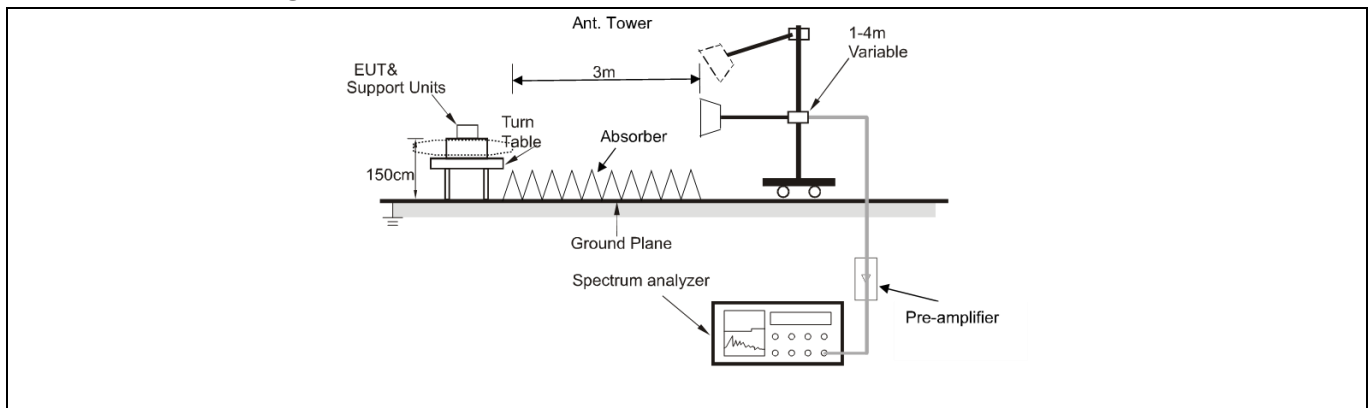 Ant. Tower
1-4m
Variable
3m
EUT&
Support Units
Turn
Table
Absorber
150cm
Ground Plane
Spectrum analyzer
Pre-amplifier